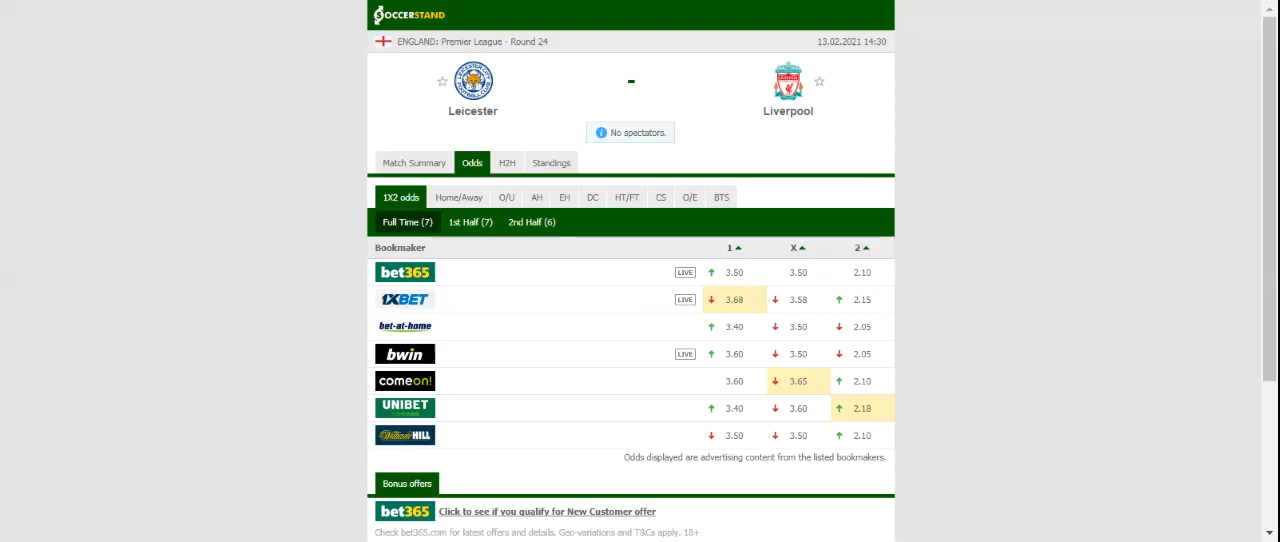 SOCCERSTAND
ENGLAND: Premier League - Round 24 13.02.2021 14:30
-
Leicester Liverpool
No spectators.
Match Summary Odds H2H Standings
1X2 odds Home/Away O/U AH EH DC HT/FT CS O/E BTS
Full Time (7) 1st Half (7) 2nd Half (6)
Bookmaker 1 X 2
bet365 LIVE 3.50 3.50 2.10
1XBET LIVE 3.68 3.58 2.15
bet-at-home 3.40 3.50 2.05
bwin LIVE 3.60 3.50 2.05
comeon! 3.60 3.65 2.10
UNIBET 3.40 3.60 2.18
William HILL 3.50 3.50 2.10
Odds displayed are advertising content from the listed bookmakers.
Bonus offers
bet365 Click to see if you qualify for New Customer offer
Check bet365.com for latest offers and details. Geo-variations and T&Cs apply. 18+